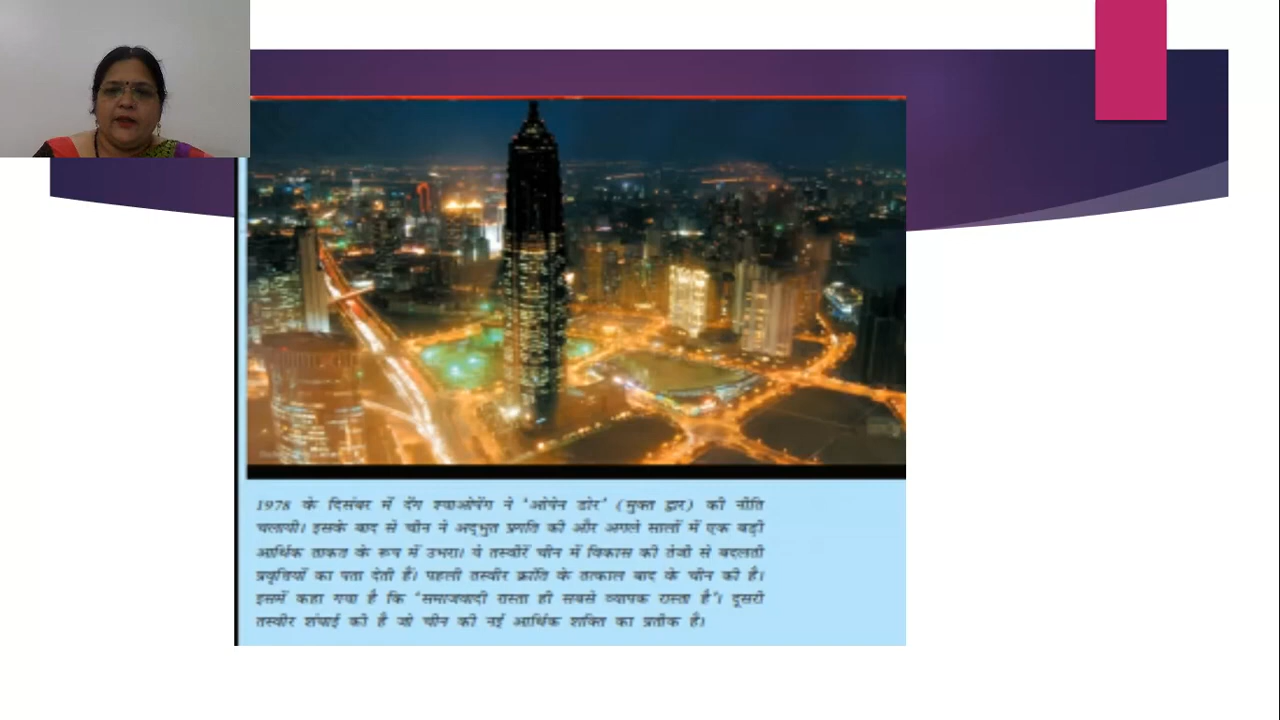 1978 के दिसंबर में देंग श्याओपेंग ने 'ओपेन डोर' (मुक्त द्वार) की नीति
चलायी। इसके बाद से चीन ने अद्भुत प्रगति की और अगले सालों में एक बड़ी
आर्थिक ताकत के रूप में उभरा। ये तस्वीरें चीन में विकास की तेजी से बदलती
प्रवृत्तियों का पता देती हैं। पहली तस्वीर क्रांति के तत्काल बाद के चीन की है।
इसमें कहा गया है कि "समाजवादी रास्ता ही सबसे व्यापक रास्ता है"। दूसरी
तस्वीर शंघाई की है जो चीन की नई आर्थिक शक्ति का प्रतीक है।